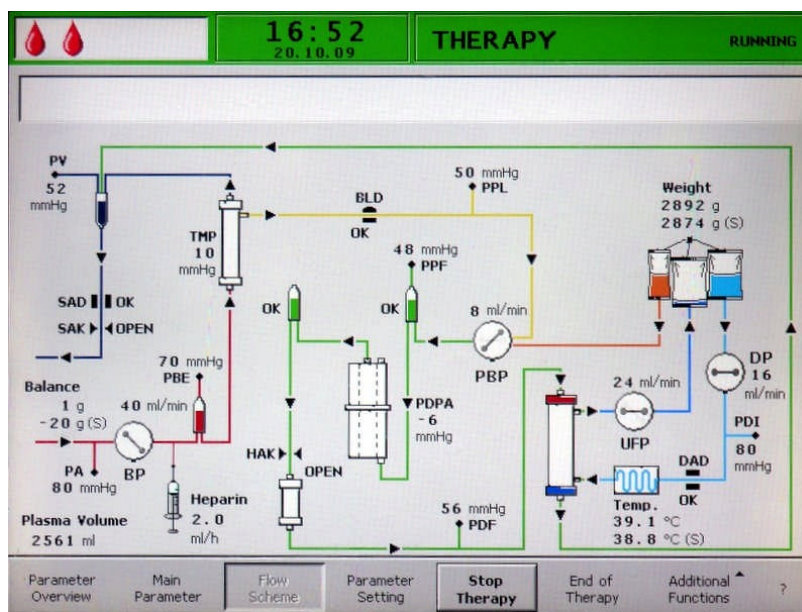 16:52
20.10.09
THERAPY
RUNNING
PV
52
mmHg
TMP
10
mmHg
BLD
OK
50 mmHg
PPL
Weight
2892 g
2874 g (S)
48 mmHg
PPF
SAD OK
SAK OPEN
OK
OK
8 ml/min
PBP
70 mmHg
PBE
DP
16
ml/min
Balance
1 g
-20 g (S)
40 ml/min
BP
PA
80 mmHg
PDPA
-6
mmHg
24 ml/min
UFP
PDI
80
mmHg
HAK
OPEN
DAD
OK
Heparin
2.0
ml/h
Plasma Volume
2561 ml
56 mmHg
PDF
Temp.
39.1 °C
38.8 °C (S)
Parameter
Overview
Main
Parameter
Flow
Scheme
Parameter
Setting
Stop
Therapy
End of
Therapy
Additional
Functions
?